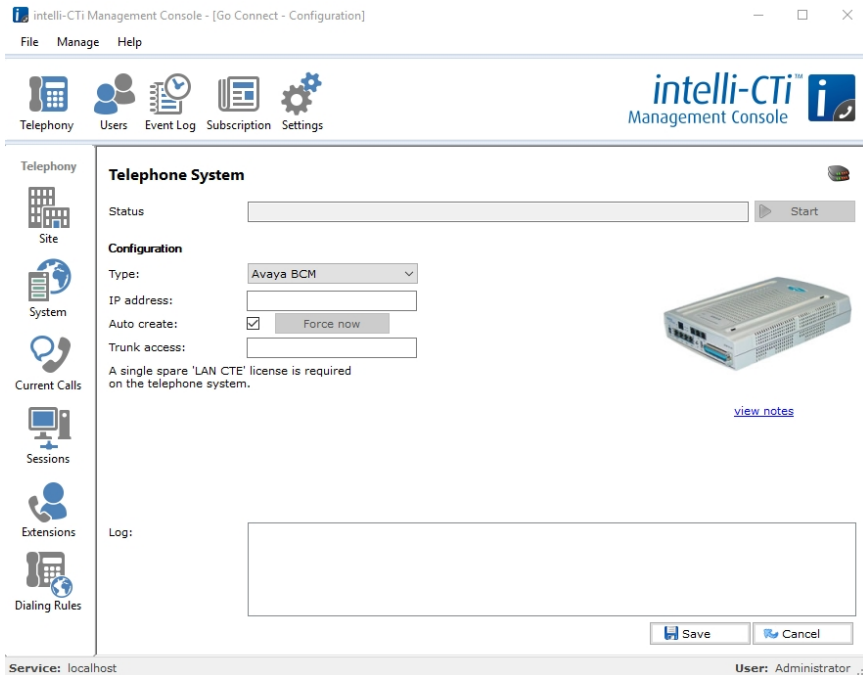 intelli-CTi Management Console - [Go Connect - Configuration]
File Manage Help
Telephony Users Event Log Subscription Settings
intelli-CTi™
Management Console
Telephony
Site
System
Current Calls
Sessions
Extensions
Dialing Rules
Telephone System
Status Start
Configuration
Type: Avaya BCM
IP address:
Auto create: Force now
Trunk access:
A single spare 'LAN CTE' license is required
on the telephone system.
view notes
Log:
Save Cancel
Service: localhost User: Administrator